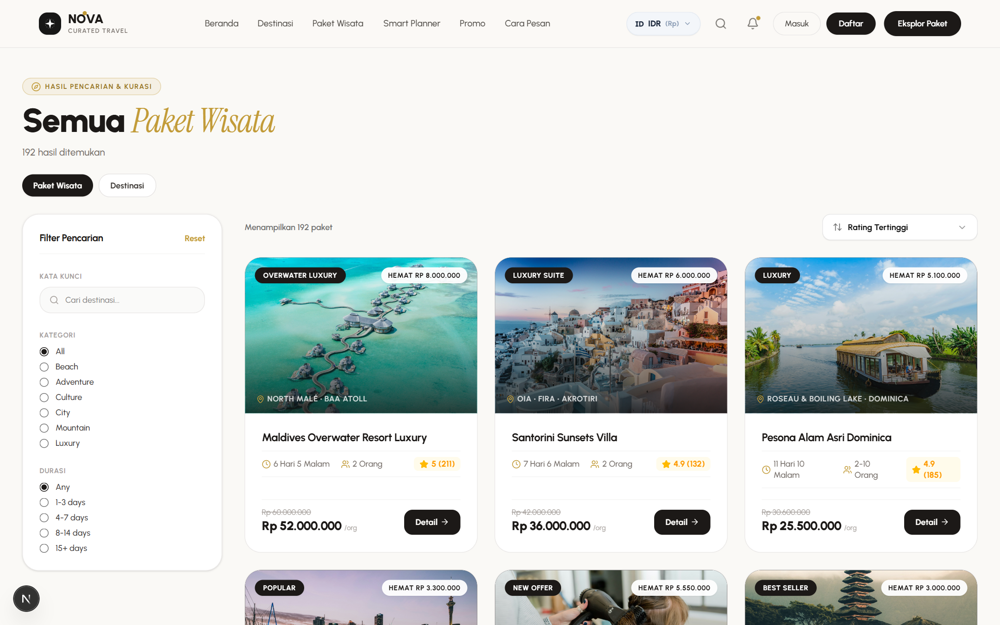 NOVA
CURATED TRAVEL
Beranda
Destinasi
Paket Wisata
Smart Planner
Promo
Cara Pesan
ID IDR (Rp)
Masuk
Daftar
Eksplor Paket
HASIL PENCARIAN & KURASI
Semua Paket Wisata
192 hasil ditemukan
Paket Wisata
Destinasi
Filter Pencarian
Reset
KATA KUNCI
Cari destinasi...
KATEGORI
All
Beach
Adventure
Culture
City
Mountain
Luxury
DURASI
Any
1-3 days
4-7 days
8-14 days
15+ days
N
Menampilkan 192 paket
Rating Tertinggi
OVERWATER LUXURY
HEMAT RP 8.000.000
NORTH MALÉ · BAA ATOLL
Maldives Overwater Resort Luxury
6 Hari 5 Malam
2 Orang
5 (211)
Rp 60.000.000
Rp 52.000.000 /org
Detail →
LUXURY SUITE
HEMAT RP 6.000.000
OIA · FIRA · AKROTIRI
Santorini Sunsets Villa
7 Hari 6 Malam
2 Orang
4.9 (132)
Rp 42.000.000
Rp 36.000.000 /org
Detail →
LUXURY
HEMAT RP 5.100.000
ROSEAU & BOILING LAKE · DOMINICA
Pesona Alam Asri Dominica
11 Hari 10
Malam
2-10
Orang
4.9
(185)
Rp 30.600.000
Rp 25.500.000 /org
Detail →
POPULAR
HEMAT RP 3.300.000
NEW OFFER
HEMAT RP 5.550.000
BEST SELLER
HEMAT RP 3.000.000